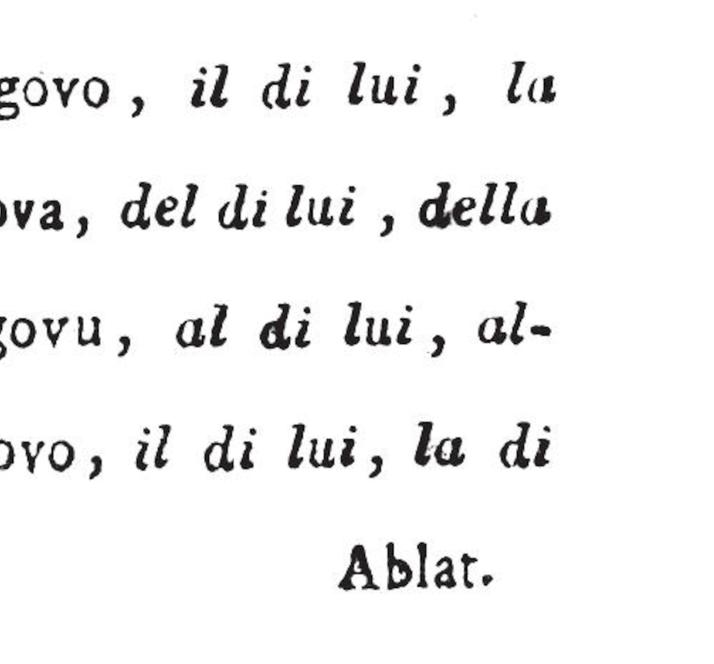 govo, il di lui, la
ova, del di lui, della
govu, al di lui, al-
ovo, il di lui, la di
Ablat.